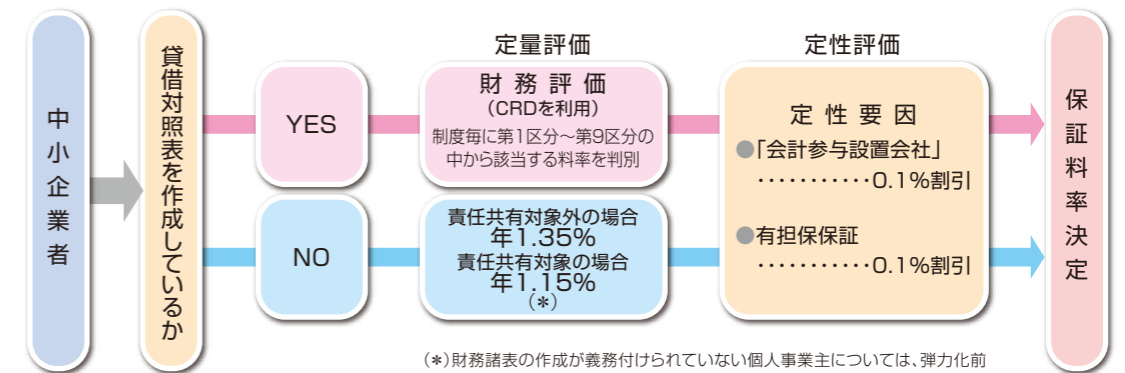 中小企業者
貸借対照表を作成しているか
YES
NO
定量評価
財務評価
(CRDを利用)
制度毎に第1区分〜第9区分の
中から該当する料率を判別
責任共有対象外の場合
年1.35%
責任共有対象の場合
年1.15%
(*)
定性評価
定性要因
●「会計参与設置会社」
‥‥‥‥‥・0.1%割引
●有担保保証
‥‥‥‥‥・0.1%割引
保証料率決定
(*)財務諸表の作成が義務付けられていない個人事業主については、弾力化前